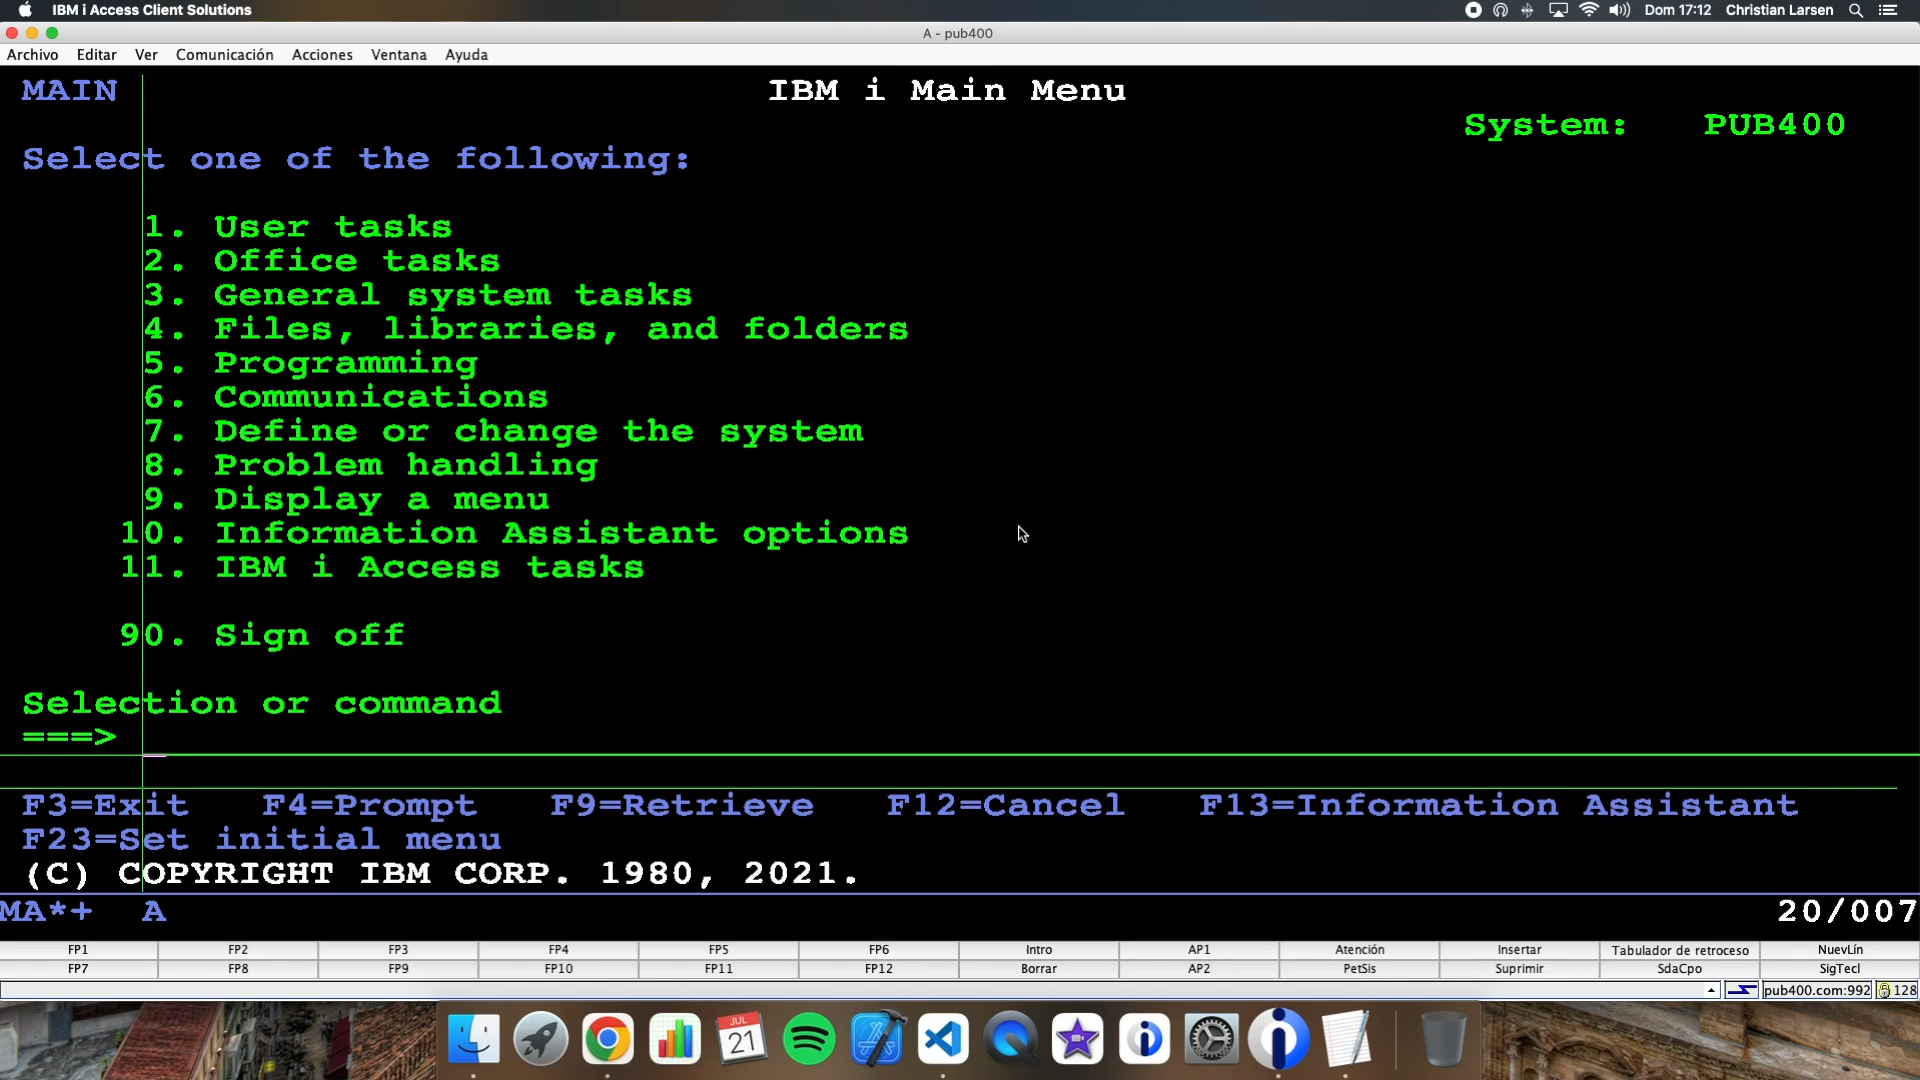 IBM i Access Client Solutions Dom 17:12 Christian Larsen
A - pub400
Archivo Editar Ver Comunicación Acciones Ventana Ayuda
MAIN IBM i Main Menu
System: PUB400
Select one of the following:
1. User tasks
2. Office tasks
3. General system tasks
4. Files, libraries, and folders
5. Programming
6. Communications
7. Define or change the system
8. Problem handling
9. Display a menu
10. Information Assistant options
11. IBM i Access tasks
90. Sign off
Selection or command
===>
F3=Exit F4=Prompt F9=Retrieve F12=Cancel F13=Information Assistant
F23=Set initial menu
(C) COPYRIGHT IBM CORP. 1980, 2021.
MA*+ A 20/007
FP1 FP2 FP3 FP4 FP5 FP6 Intro AP1 Atención Insertar Tabulador de retroceso NuevLín
FP7 FP8 FP9 FP10 FP11 FP12 Borrar AP2 PetSis Suprimir SdaCpo SigTecl
pub400.com:992 128
JUL
21